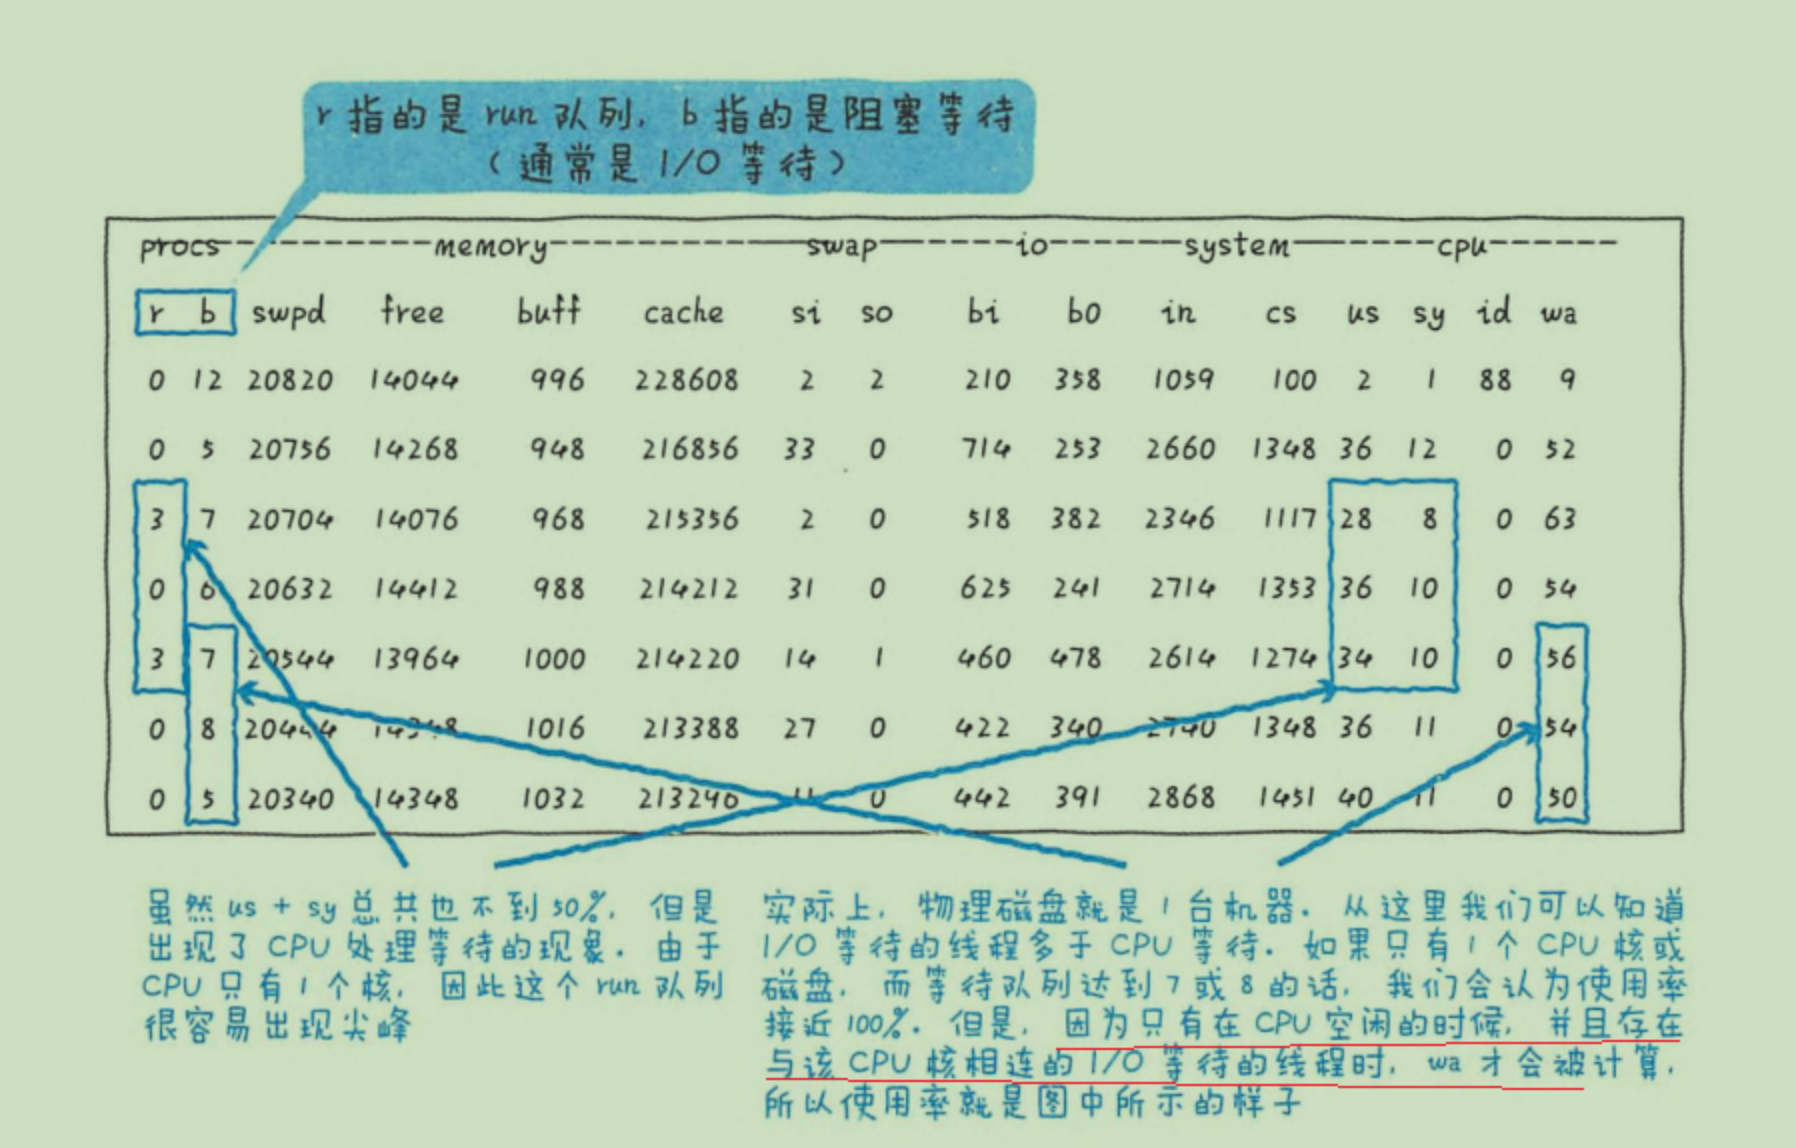 r 指的是 run 队列, b 指的是阻塞等待
(通常是 I/O 等待)
procs-----------memory---------------swap--------io--------system--------cpu------
r b swpd free buff cache si so bi b0 in cs us sy id wa
0 12 20820 14044 996 228608 2 2 210 358 1059 100 2 1 88 9
0 5 20756 14268 948 216856 33 0 714 253 2660 1348 36 12 0 52
3 7 20704 14076 968 215356 2 0 518 382 2346 1117 28 8 0 63
0 6 20632 14412 988 214212 31 0 625 241 2714 1353 36 10 0 54
3 7 20544 13964 1000 214220 14 1 460 478 2614 1274 34 10 0 56
0 8 20444 14348 1016 213388 27 0 422 340 2740 1348 36 11 0 54
0 5 20340 14348 1032 213296 0 442 391 2868 1451 40 11 0 50
虽然 us + sy 总共也不到 50%, 但是
出现了 CPU 处理等待的现象. 由于
CPU 只有 1 个核, 因此这个 run 队列
很容易出现尖峰
实际上, 物理磁盘就是 1 台机器. 从这里我们可以知道
I/O 等待的线程多于 CPU 等待. 如果只有 1 个 CPU 核或
磁盘, 而等待队列达到 7 或 8 的话, 我们会认为使用率
接近 100%. 但是, 因为只有在 CPU 空闲的时候, 并且存在
与该 CPU 核相连的 I/O 等待的线程时, wa 才会被计算,
所以使用率就是图中所示的样子